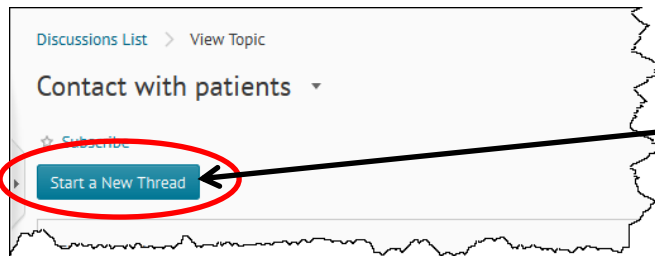 Discussions List > View Topic
Contact with patients
Subscribe
Start a New Thread